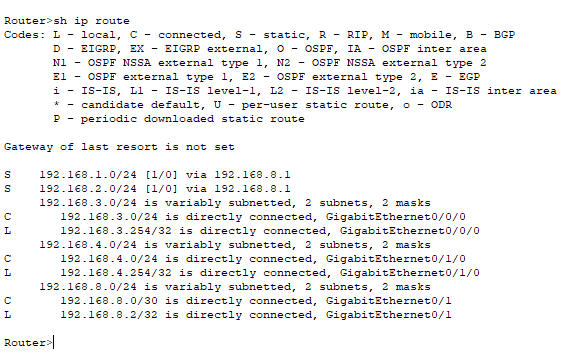 Router>sh ip route
Codes: L - local, C - connected, S - static, R - RIP, M - mobile, B - BGP
       D - EIGRP, EX - EIGRP external, O - OSPF, IA - OSPF inter area
       N1 - OSPF NSSA external type 1, N2 - OSPF NSSA external type 2
       E1 - OSPF external type 1, E2 - OSPF external type 2, E - EGP
       i - IS-IS, L1 - IS-IS level-1, L2 - IS-IS level-2, ia - IS-IS inter area
       * - candidate default, U - per-user static route, o - ODR
       P - periodic downloaded static route

Gateway of last resort is not set

S    192.168.1.0/24 [1/0] via 192.168.8.1
S    192.168.2.0/24 [1/0] via 192.168.8.1
     192.168.3.0/24 is variably subnetted, 2 subnets, 2 masks
C       192.168.3.0/24 is directly connected, GigabitEthernet0/0/0
L       192.168.3.254/32 is directly connected, GigabitEthernet0/0/0
     192.168.4.0/24 is variably subnetted, 2 subnets, 2 masks
C       192.168.4.0/24 is directly connected, GigabitEthernet0/1/0
L       192.168.4.254/32 is directly connected, GigabitEthernet0/1/0
     192.168.8.0/24 is variably subnetted, 2 subnets, 2 masks
C       192.168.8.0/30 is directly connected, GigabitEthernet0/1
L       192.168.8.2/32 is directly connected, GigabitEthernet0/1

Router>